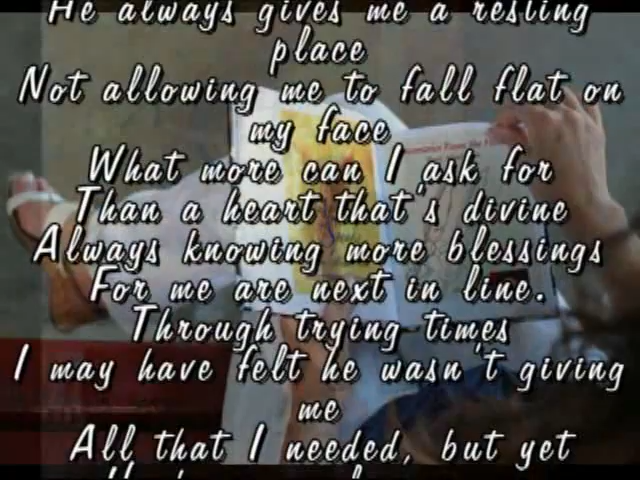 He always gives me a resting
place
Not allowing me to fall flat on
my face
What more can I ask for
Than a heart that's divine
Always knowing more blessings
For me are next in line.
Through trying times
I may have felt he wasn't giving
me
All that I needed, but yet